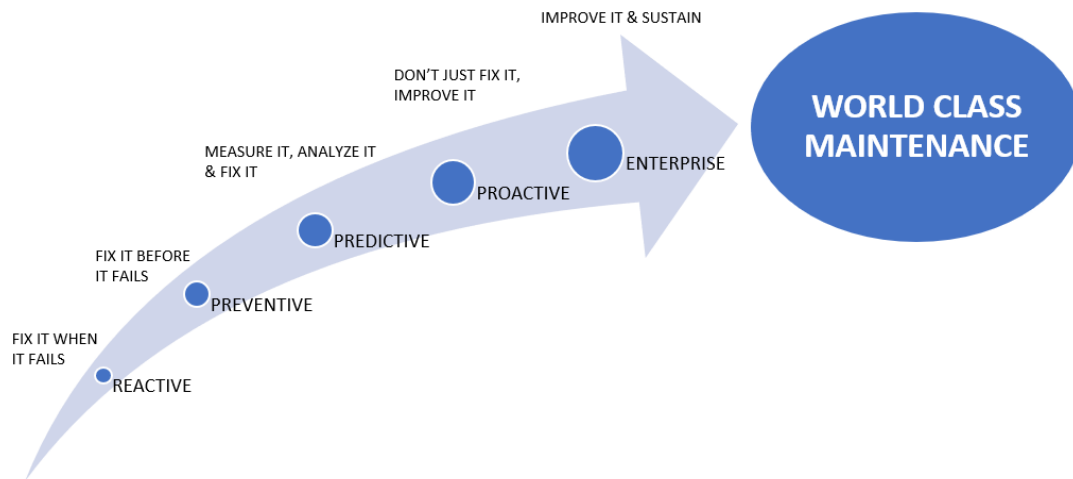 IMPROVE IT & SUSTAIN
DON'T JUST FIX IT,
IMPROVE IT
WORLD CLASS
MAINTENANCE
MEASURE IT, ANALYZE IT
& FIX IT
ENTERPRISE
PROACTIVE
PREDICTIVE
FIX IT BEFORE
IT FAILS
PREVENTIVE
FIX IT WHEN
IT FAILS
REACTIVE